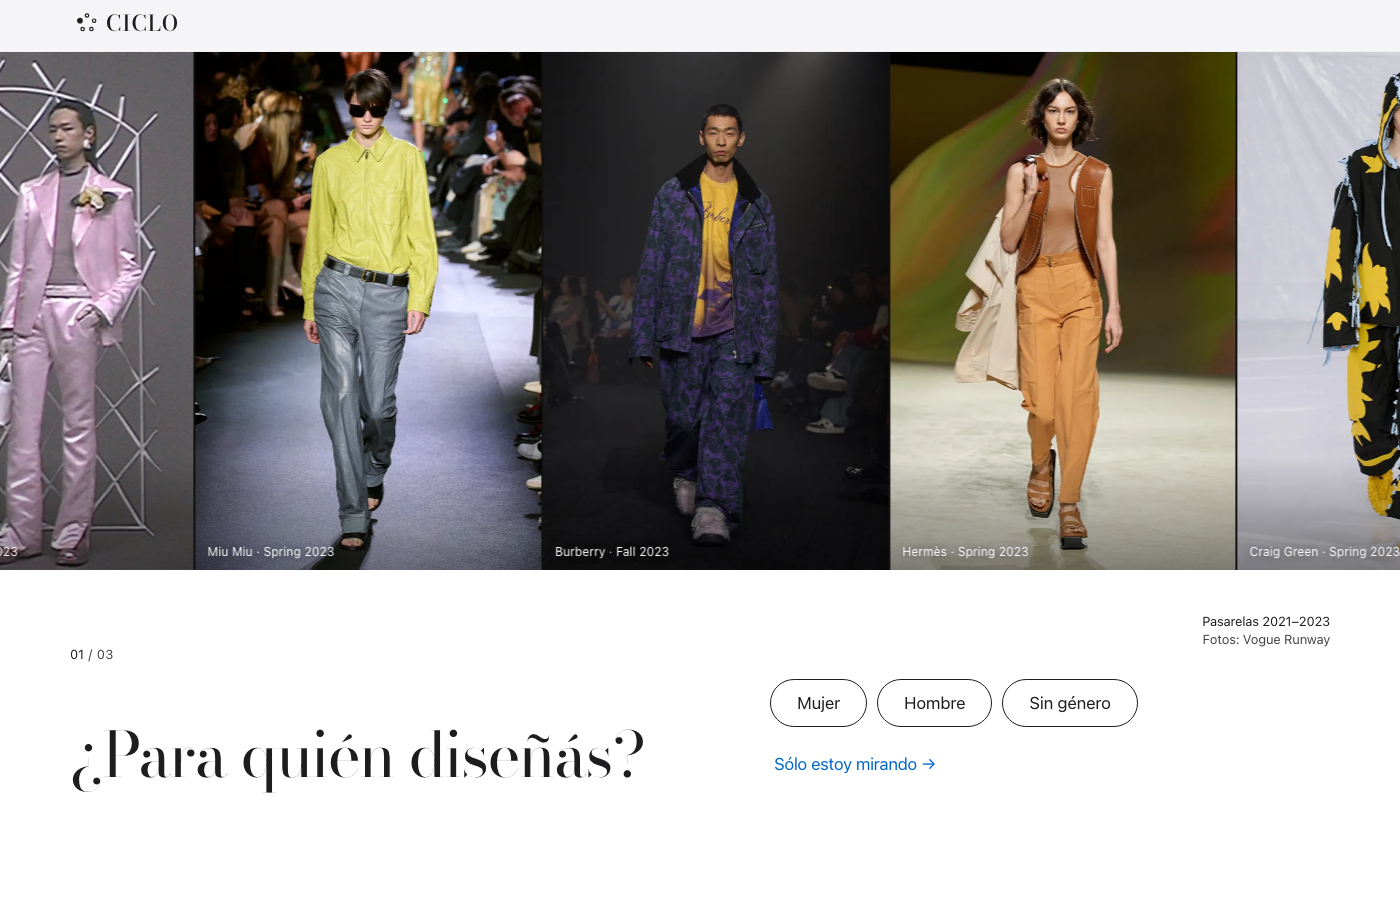 CICLO
023
Miu Miu · Spring 2023
Burberry · Fall 2023
Hermès · Spring 2023
Craig Green · Spring 2023
Pasarelas 2021–2023
Fotos: Vogue Runway
01 / 03
¿Para quién diseñás?
Mujer
Hombre
Sin género
Sólo estoy mirando →